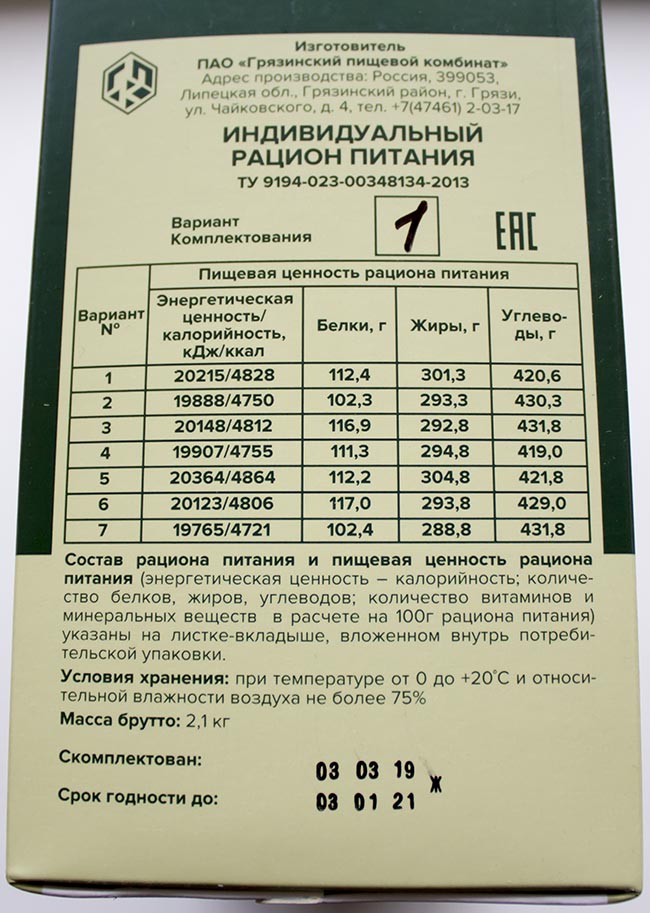 Изготовитель
ПАО «Грязинский пищевой комбинат»
Адрес производства: Россия, 399053,
Липецкая обл., Грязинский район, г. Грязи,
ул. Чайковского, д. 4, тел. +7(47461) 2-03-17
ИНДИВИДУАЛЬНЫЙ
РАЦИОН ПИТАНИЯ
ТУ 9194-023-00348134-2013
Вариант
Комплектования
1
ЕАС
Вариант №
Пищевая ценность рациона питания
Энергетическая ценность/ калорийность, кДж/ккал
Белки, г
Жиры, г
Углево-ды, г
1 20215/4828 112,4 301,3 420,6
2 19888/4750 102,3 293,3 430,3
3 20148/4812 116,9 292,8 431,8
4 19907/4755 111,3 294,8 419,0
5 20364/4864 112,2 304,8 421,8
6 20123/4806 117,0 293,8 429,0
7 19765/4721 102,4 288,8 431,8
Состав рациона питания и пищевая ценность рациона
питания (энергетическая ценность – калорийность; количе-
ство белков, жиров, углеводов; количество витаминов и
минеральных веществ в расчете на 100г рациона питания)
указаны на листке-вкладыше, вложенном внутрь потреби-
тельской упаковки.
Условия хранения: при температуре от 0 до +20°С и относи-
тельной влажности воздуха не более 75%
Масса брутто: 2,1 кг
Скомплектован: 03 03 19
Ж
Срок годности до: 03 01 21